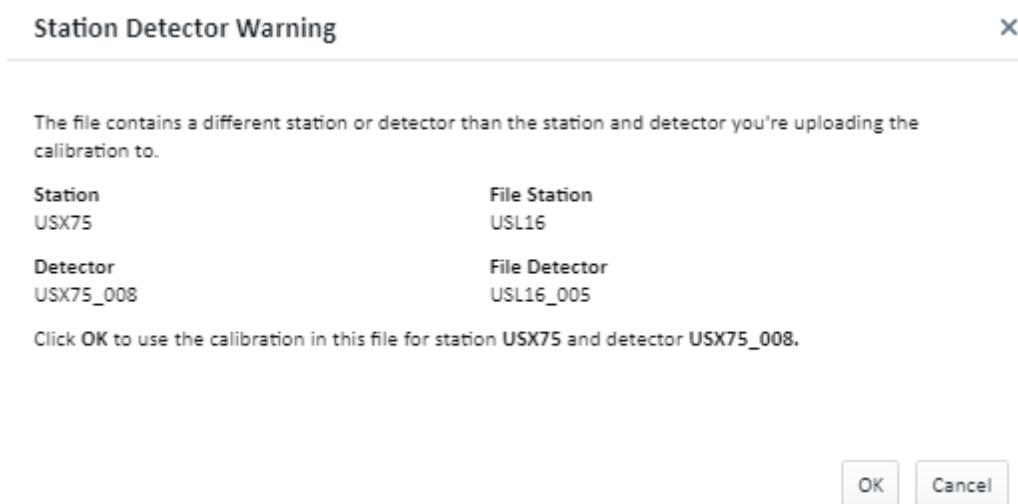 Station Detector Warning
The file contains a different station or detector than the station and detector you're uploading the
calibration to.
Station File Station
USX75 USL16
Detector File Detector
USX75_008 USL16_005
Click OK to use the calibration in this file for station USX75 and detector USX75_008.
OK Cancel